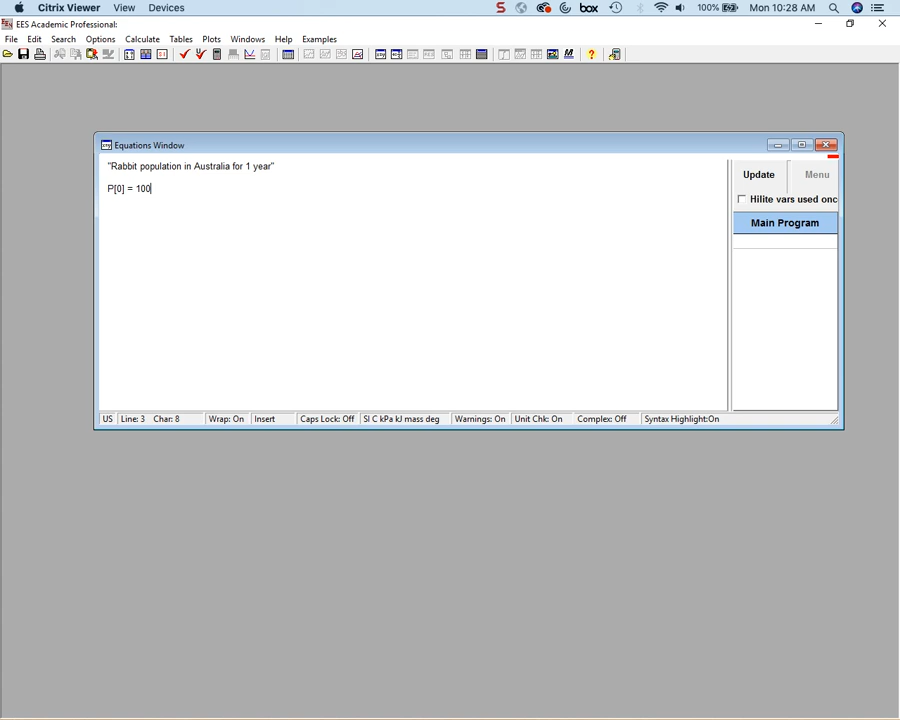 Citrix Viewer View Devices S box 100% Mon 10:28 AM
EES Academic Professional:
File Edit Search Options Calculate Tables Plots Windows Help Examples
Equations Window
"Rabbit population in Australia for 1 year"
P[0] = 100
Update Menu
Hilite vars used onc
Main Program
US Line: 3 Char: 8 Wrap: On Insert Caps Lock: Off SI C kPa kJ mass deg Warnings: On Unit Chk: On Complex: Off Syntax Highlight:On